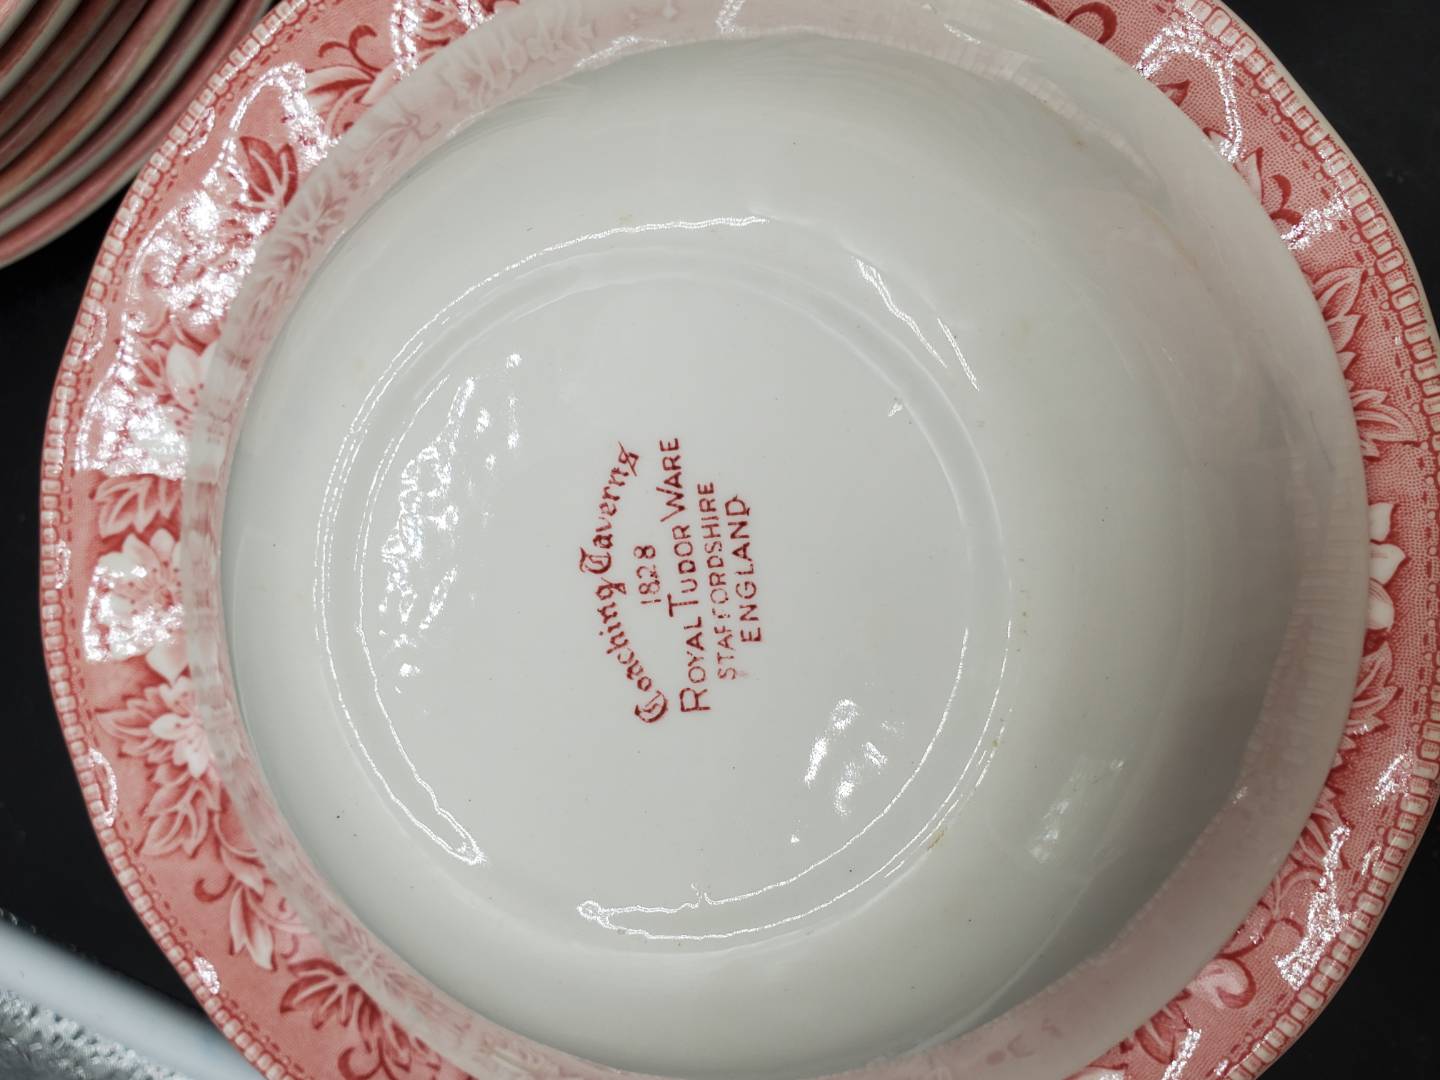 Coaching Taverns
1828
ROYAL TUDOR WARE
STAFFORDSHIRE
ENGLAND